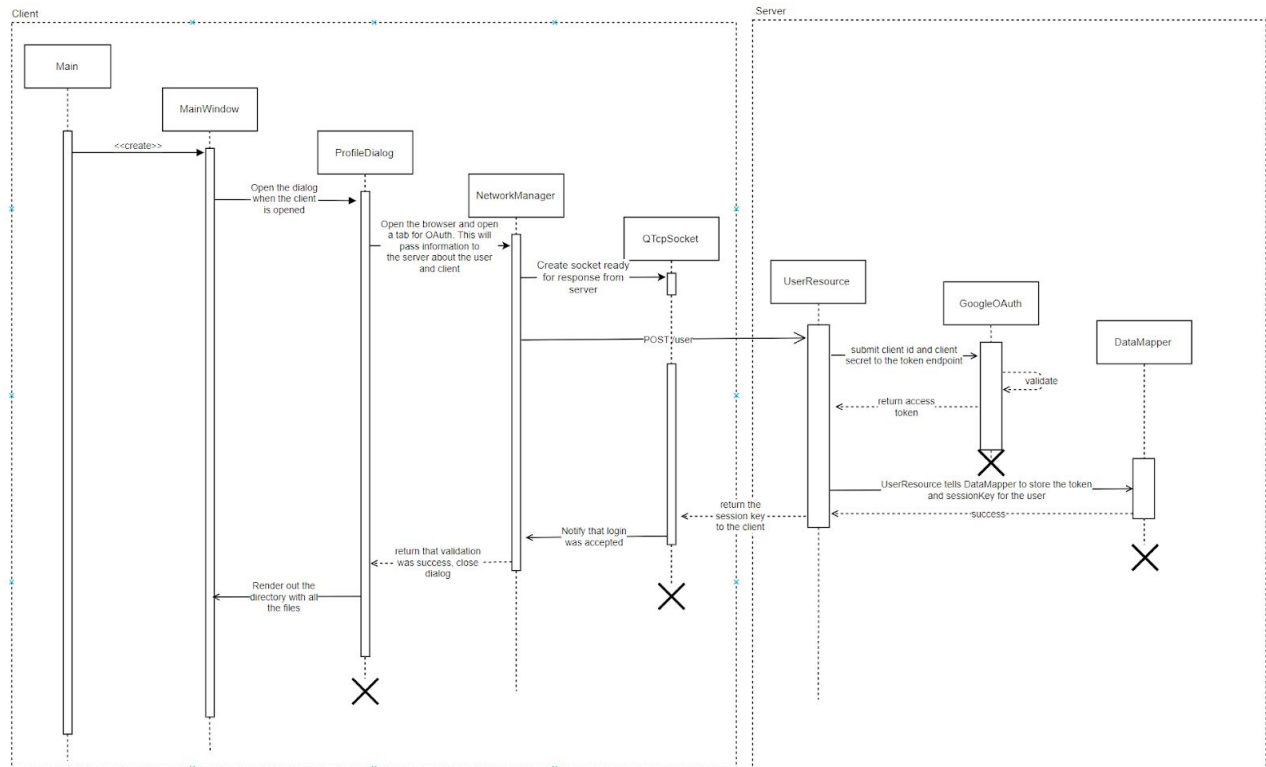 Client
Server
Main
MainWindow
ProfileDialog
NetworkManager
QTcpSocket
UserResource
GoogleOAuth
DataMapper
<<create>>
Open the dialog
when the client
is opened
Open the browser and open
a tab for OAuth. This will
pass information to
the server about the user
and client
Create socket ready
for response from
server
POST /user
submit client id and client
secret to the token endpoint
validate
return access
token
UserResource tells DataMapper to store the token
and sessionKey for the user
success
return the
session key
to the client
Notify that login
was accepted
return that validation
was success, close
dialog
Render out the
directory with all
the files